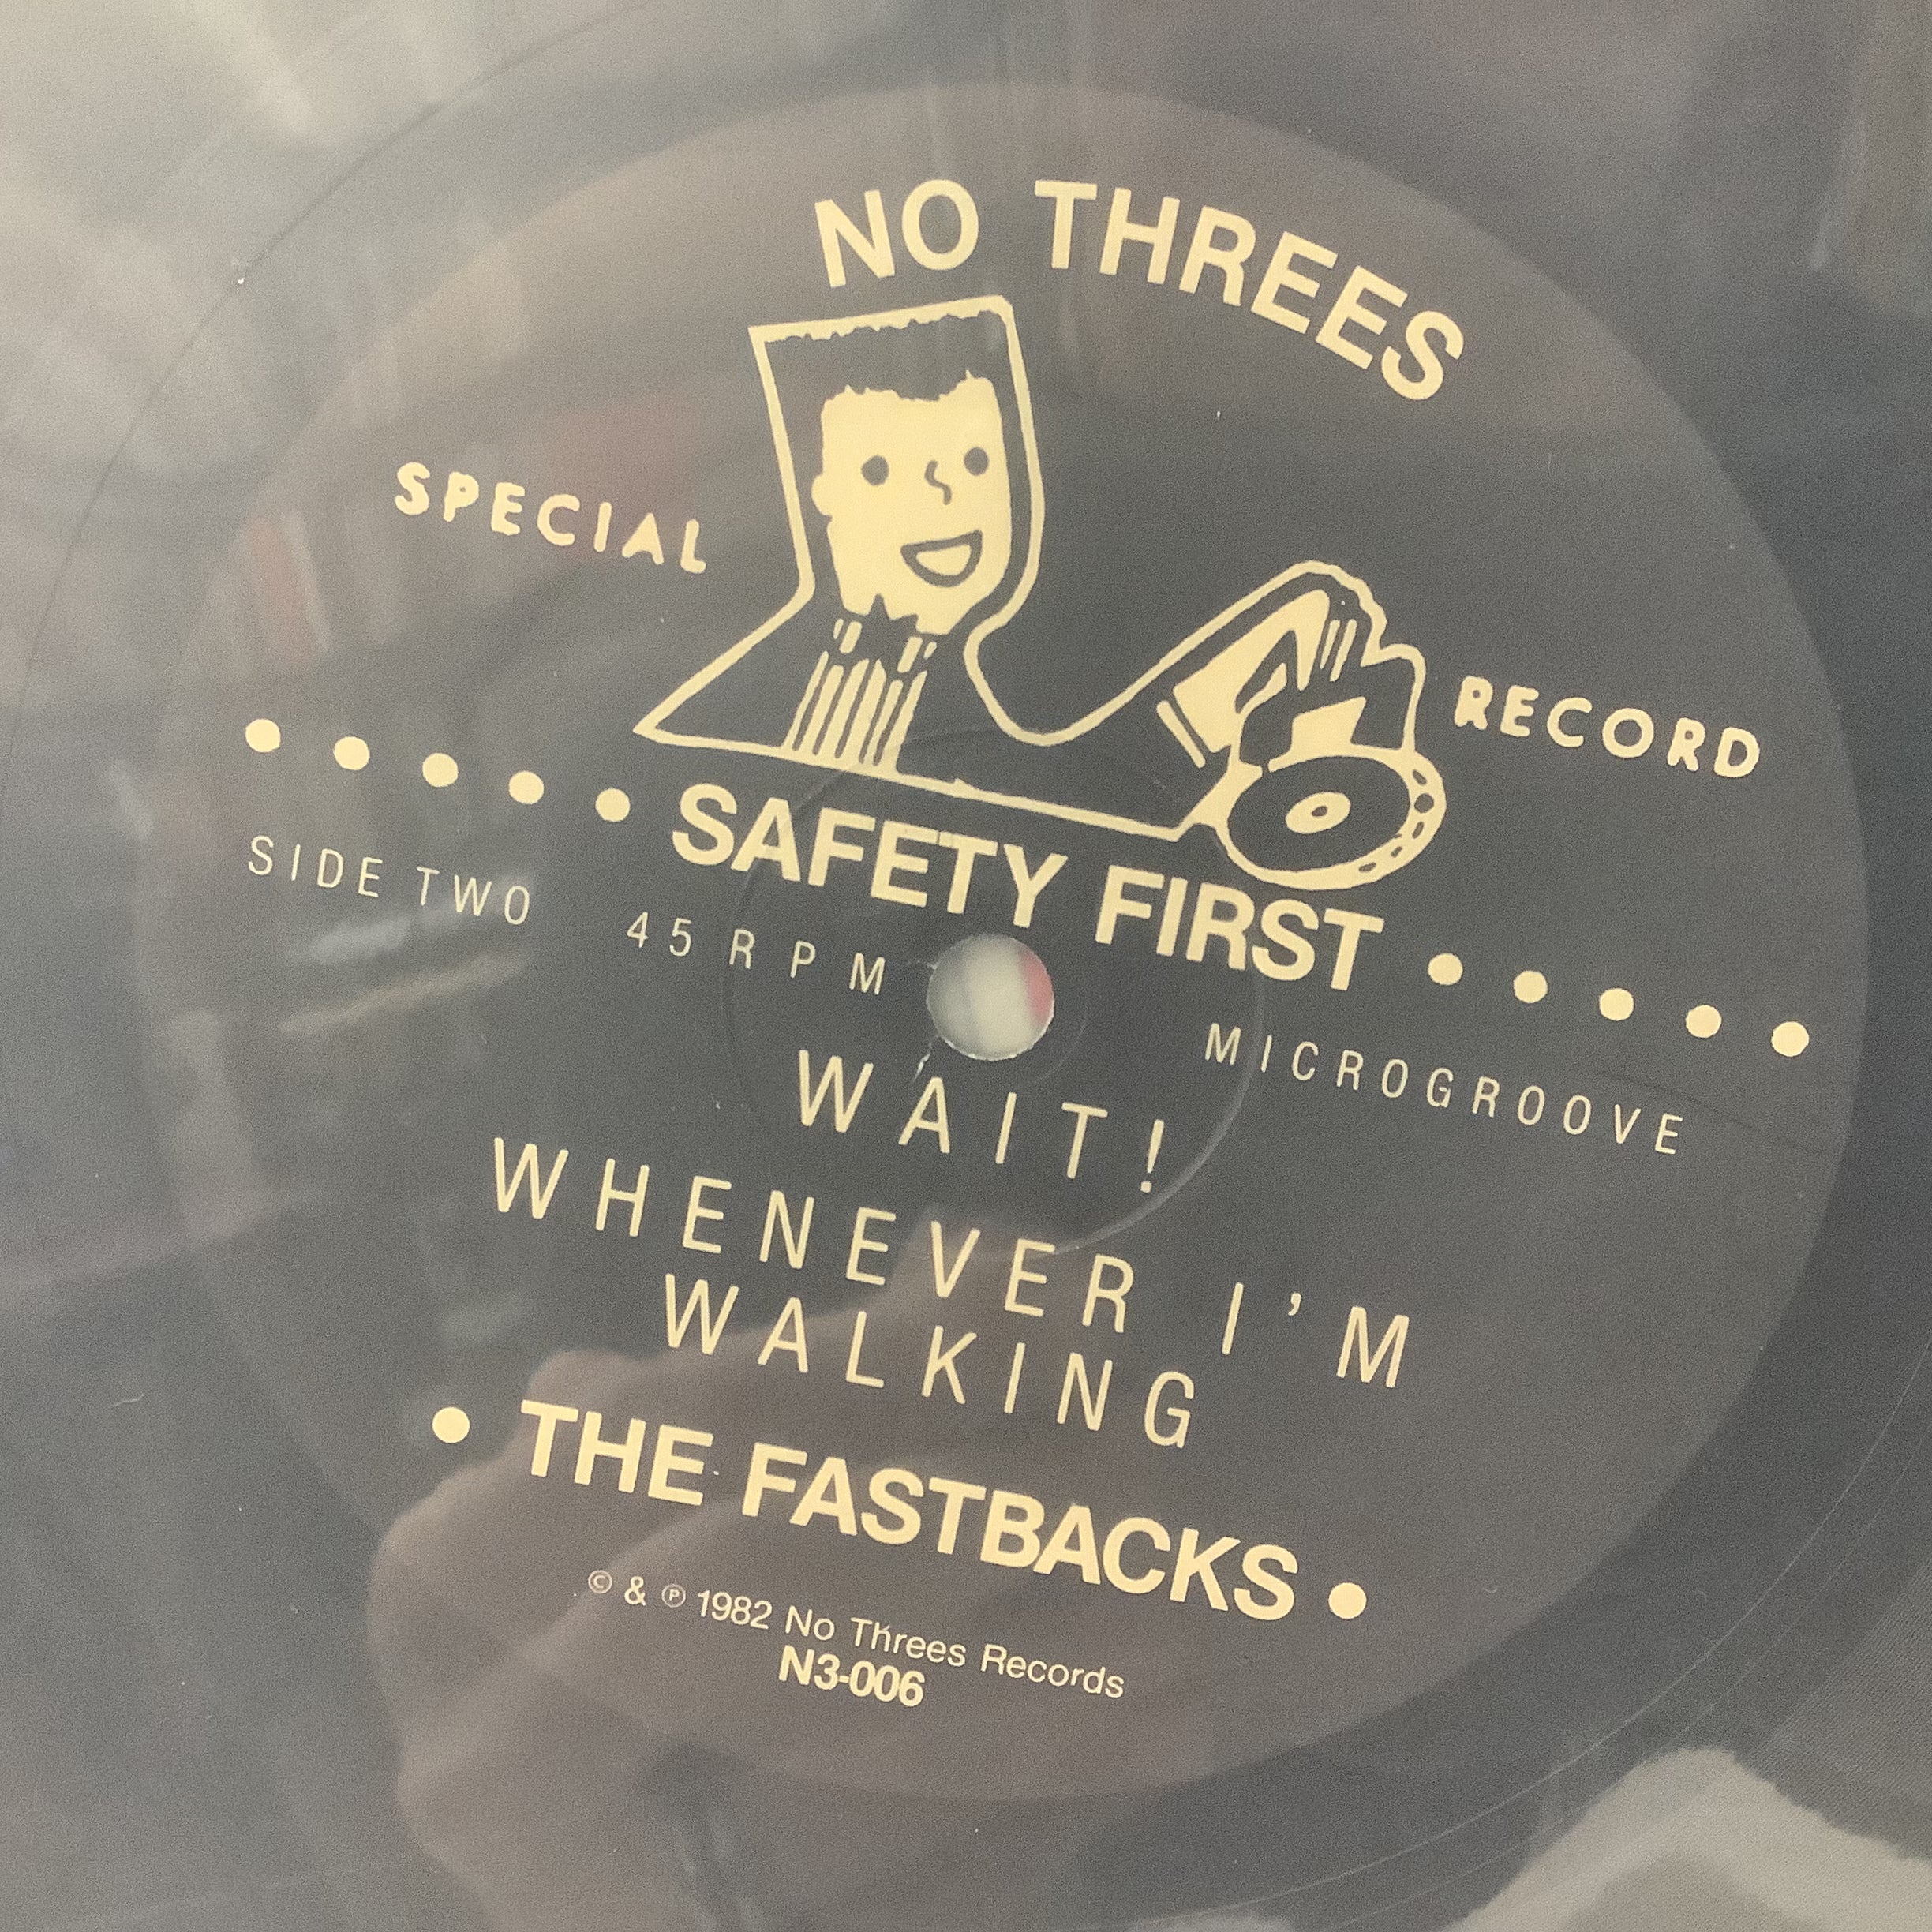 NO THREES
SPECIAL RECORD
SAFETY FIRST
SIDE TWO 45 RPM MICROGROOVE
WAIT!
WHENEVER I'M
WALKING
• THE FASTBACKS •
© & ℗ 1982 No Threes Records
N3-006